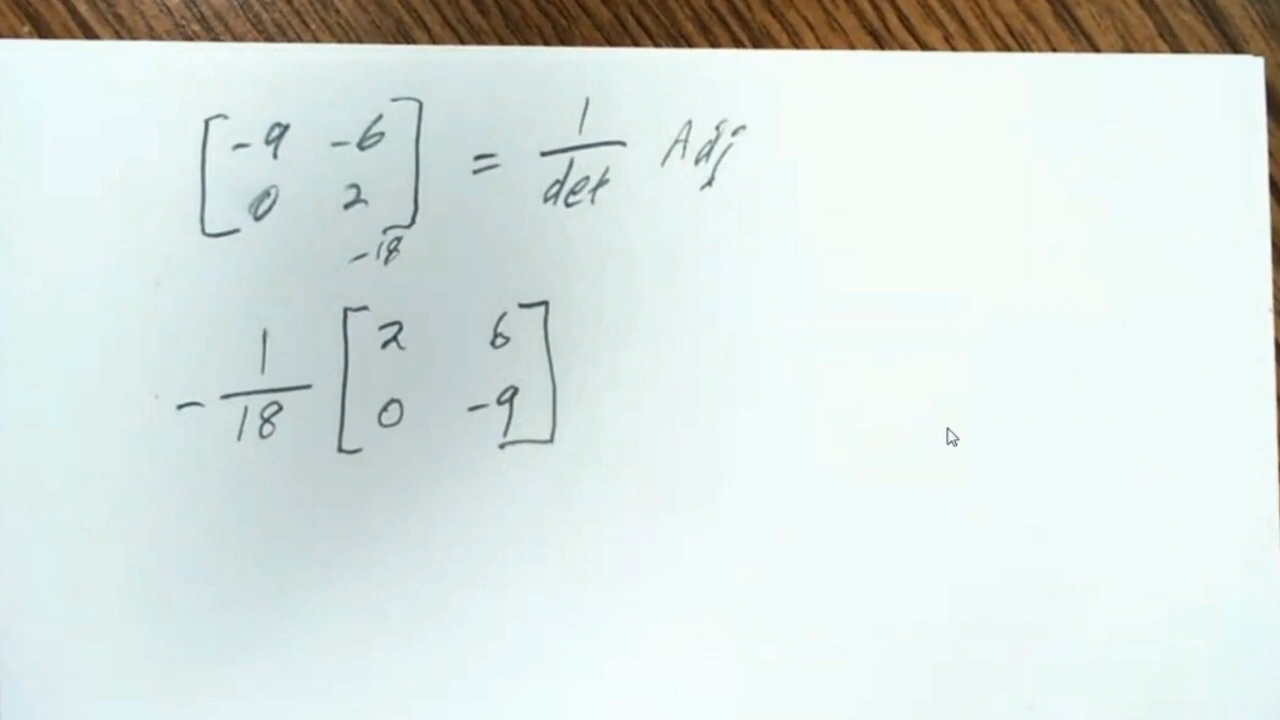 [-9 -6
0 2] = 1/det Adj
-18
-1/18 [2 6
0 -9]